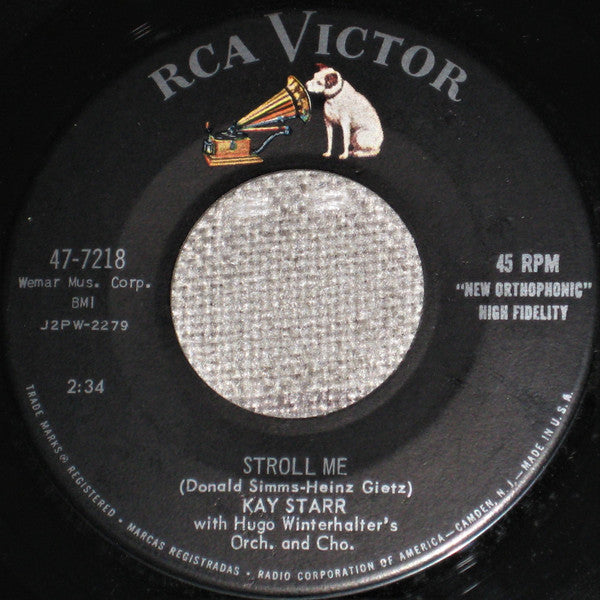 RCA VICTOR
47-7218
Wemar Mus. Corp.
BMI
J2PW-2279
2:34
45 RPM
"NEW ORTHOPHONIC"
HIGH FIDELITY
STROLL ME
(Donald Simms-Heinz Gietz)
KAY STARR
with Hugo Winterhalter's
Orch. and Cho.
TRADE MARKS ® REGISTERED • MARCAS REGISTRADAS • RADIO CORPORATION OF AMERICA—CAMDEN, N. J.—MADE IN U.S.A.